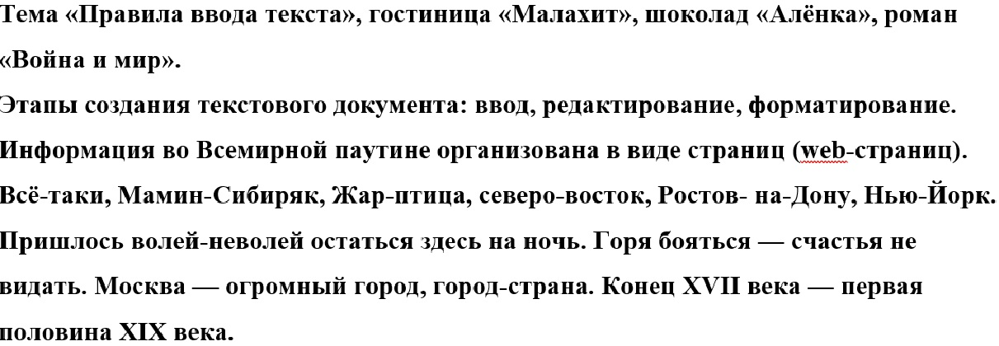 Тема «Правила ввода текста», гостиница «Малахит», шоколад «Алёнка», роман
«Война и мир».
Этапы создания текстового документа: ввод, редактирование, форматирование.
Информация во Всемирной паутине организована в виде страниц (web-страниц).
Всё-таки, Мамин-Сибиряк, Жар-птица, северо-восток, Ростов- на-Дону, Нью-Йорк.
Пришлось волей-неволей остаться здесь на ночь. Горя бояться — счастья не
видать. Москва — огромный город, город-страна. Конец XVII века — первая
половина XIX века.